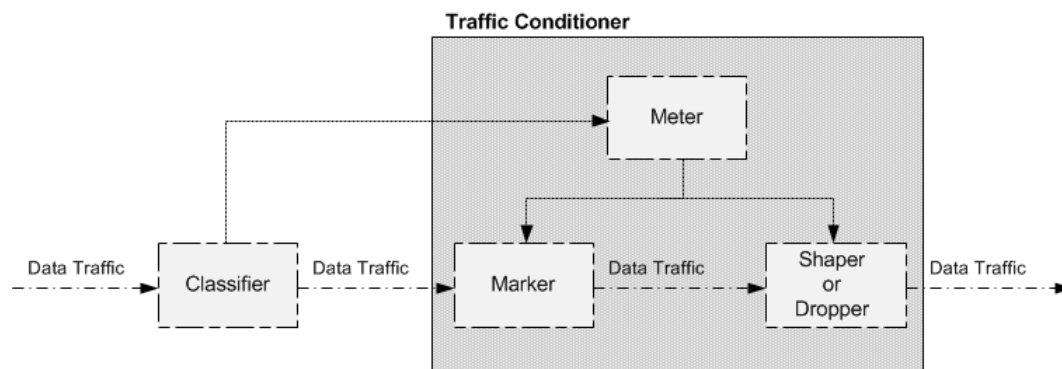 Traffic Conditioner
Meter
Data Traffic
Classifier
Data Traffic
Marker
Data Traffic
Shaper
or
Dropper
Data Traffic